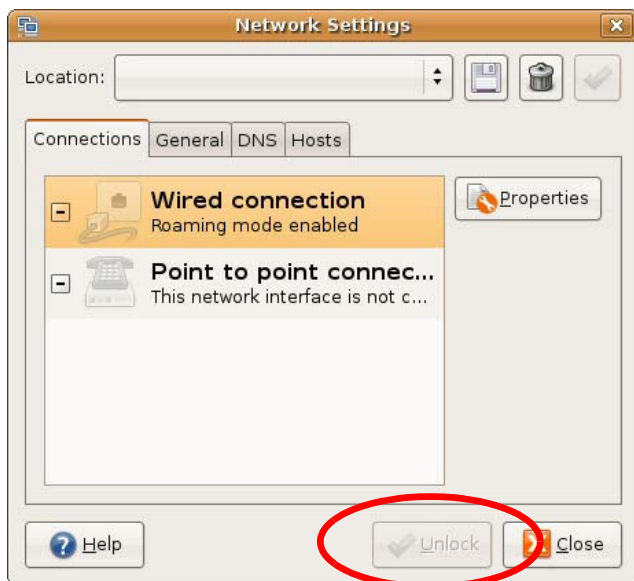 Network Settings
Location:
Connections General DNS Hosts
Wired connection
Roaming mode enabled
Properties
Point to point connec...
This network interface is not c...
Help Unlock Close